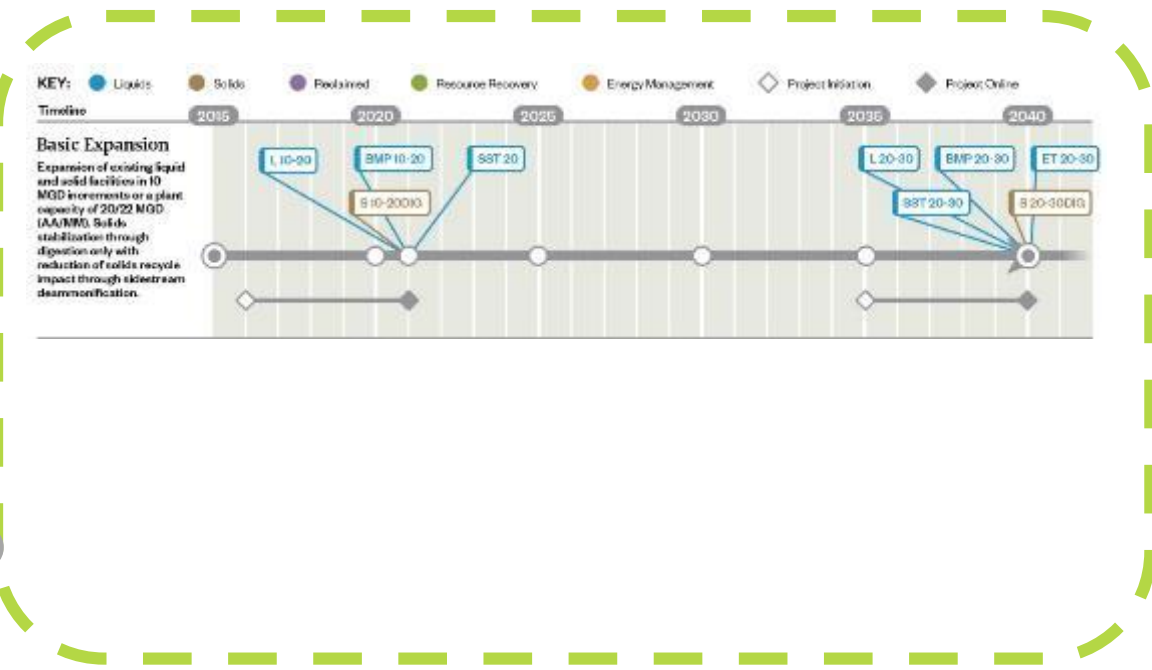 KEY: Liquids Solids Reclaimed Resource Recovery Energy Management Project Initiation Project Online
Timeline 2015 2020 2025 2030 2035 2040
Basic Expansion
Expansion of existing liquid
and solid facilities in 10
MGD increments or a plant
capacity of 20/22 MGD
(AA/MM). Solids
stabilization through
digestion only with
reduction of solids recycle
impact through sidestream
deammonification.
L 10-20 BMP 10-20 SST 20 L 20-30 BMP 20-30 ET 20-30
S 10-20DIG SST 20-30 S 20-30DIG